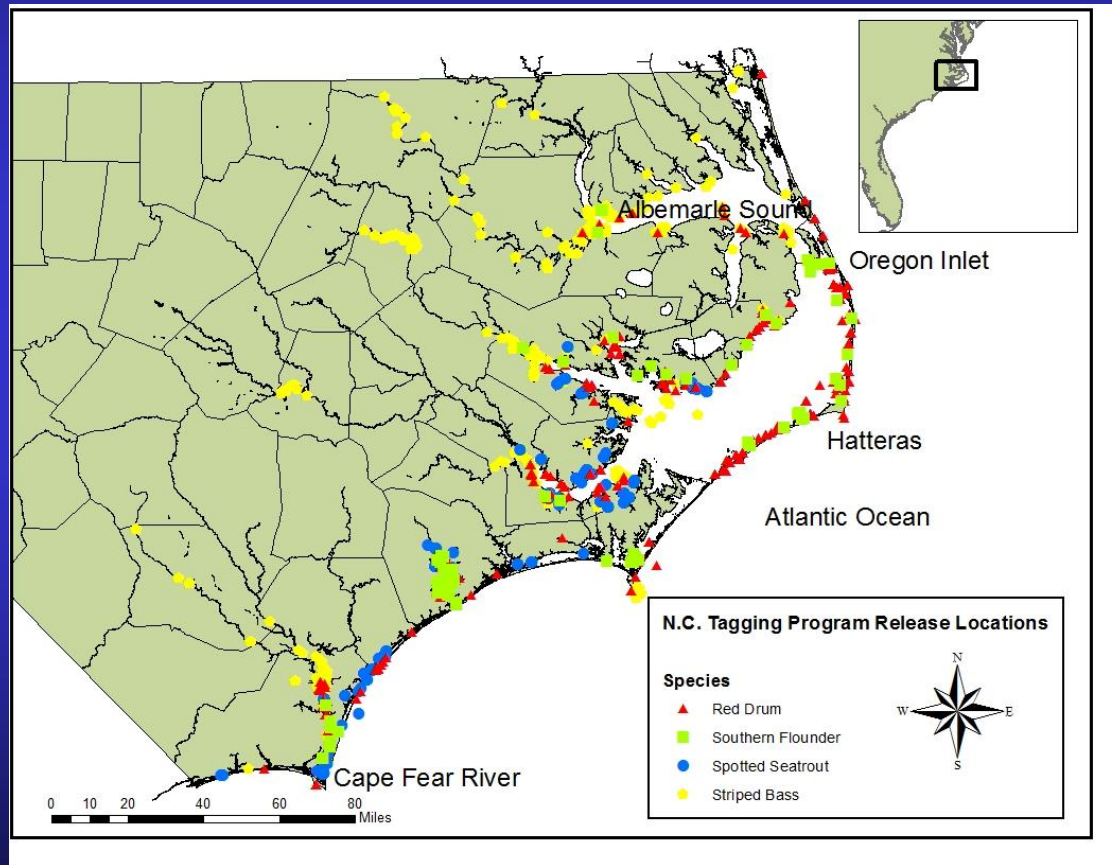 Albemarle Sound
Oregon Inlet
Hatteras
Atlantic Ocean
Cape Fear River
N.C. Tagging Program Release Locations
Species
Red Drum
Southern Flounder
Spotted Seatrout
Striped Bass
N
W E
S
0 10 20 40 60 80
Miles